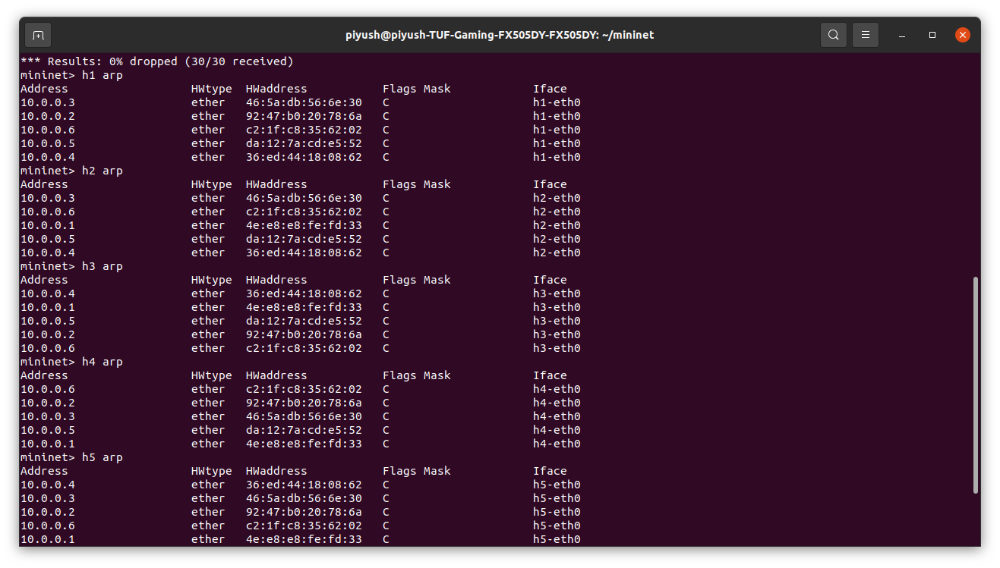 piyush@piyush-TUF-Gaming-FX505DY-FX505DY: ~/mininet
*** Results: 0% dropped (30/30 received)
mininet> h1 arp
Address                  HWtype  HWaddress           Flags Mask            Iface
10.0.0.3                 ether   46:5a:db:56:6e:30   C                     h1-eth0
10.0.0.2                 ether   92:47:b0:20:78:6a   C                     h1-eth0
10.0.0.6                 ether   c2:1f:c8:35:62:02   C                     h1-eth0
10.0.0.5                 ether   da:12:7a:cd:e5:52   C                     h1-eth0
10.0.0.4                 ether   36:ed:44:18:08:62   C                     h1-eth0
mininet> h2 arp
Address                  HWtype  HWaddress           Flags Mask            Iface
10.0.0.3                 ether   46:5a:db:56:6e:30   C                     h2-eth0
10.0.0.6                 ether   c2:1f:c8:35:62:02   C                     h2-eth0
10.0.0.1                 ether   4e:e8:e8:fe:fd:33   C                     h2-eth0
10.0.0.5                 ether   da:12:7a:cd:e5:52   C                     h2-eth0
10.0.0.4                 ether   36:ed:44:18:08:62   C                     h2-eth0
mininet> h3 arp
Address                  HWtype  HWaddress           Flags Mask            Iface
10.0.0.4                 ether   36:ed:44:18:08:62   C                     h3-eth0
10.0.0.1                 ether   4e:e8:e8:fe:fd:33   C                     h3-eth0
10.0.0.5                 ether   da:12:7a:cd:e5:52   C                     h3-eth0
10.0.0.2                 ether   92:47:b0:20:78:6a   C                     h3-eth0
10.0.0.6                 ether   c2:1f:c8:35:62:02   C                     h3-eth0
mininet> h4 arp
Address                  HWtype  HWaddress           Flags Mask            Iface
10.0.0.6                 ether   c2:1f:c8:35:62:02   C                     h4-eth0
10.0.0.2                 ether   92:47:b0:20:78:6a   C                     h4-eth0
10.0.0.3                 ether   46:5a:db:56:6e:30   C                     h4-eth0
10.0.0.5                 ether   da:12:7a:cd:e5:52   C                     h4-eth0
10.0.0.1                 ether   4e:e8:e8:fe:fd:33   C                     h4-eth0
mininet> h5 arp
Address                  HWtype  HWaddress           Flags Mask            Iface
10.0.0.4                 ether   36:ed:44:18:08:62   C                     h5-eth0
10.0.0.3                 ether   46:5a:db:56:6e:30   C                     h5-eth0
10.0.0.2                 ether   92:47:b0:20:78:6a   C                     h5-eth0
10.0.0.6                 ether   c2:1f:c8:35:62:02   C                     h5-eth0
10.0.0.1                 ether   4e:e8:e8:fe:fd:33   C                     h5-eth0